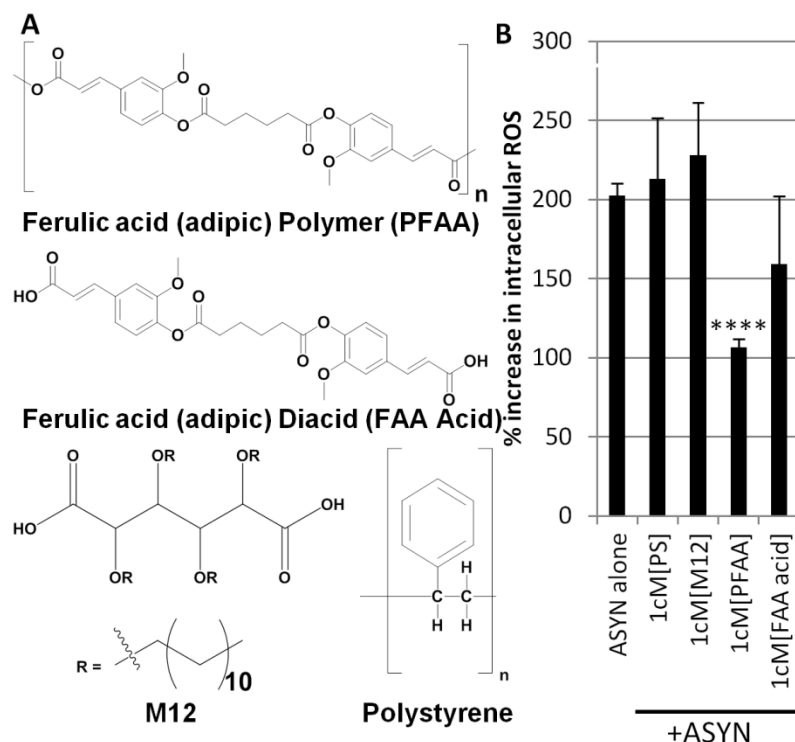 A
O
O
O
O
O
O
O
O
O
O
n
Ferulic acid (adipic) Polymer (PFAA)
O
HO
O
O
O
O
O
O
OH
O
Ferulic acid (adipic) Diacid (FAA Acid)
O
OR
OR
OH
HO
OR
OR
O
R =
10
M12
H
C
C
H
H
n
Polystyrene
B
% increase in intracellular ROS
300
250
200
150
100
50
0
****
ASYN alone
1cM[PS]
1cM[M12]
1cM[PFAA]
1cM[FAA acid]
+ASYN